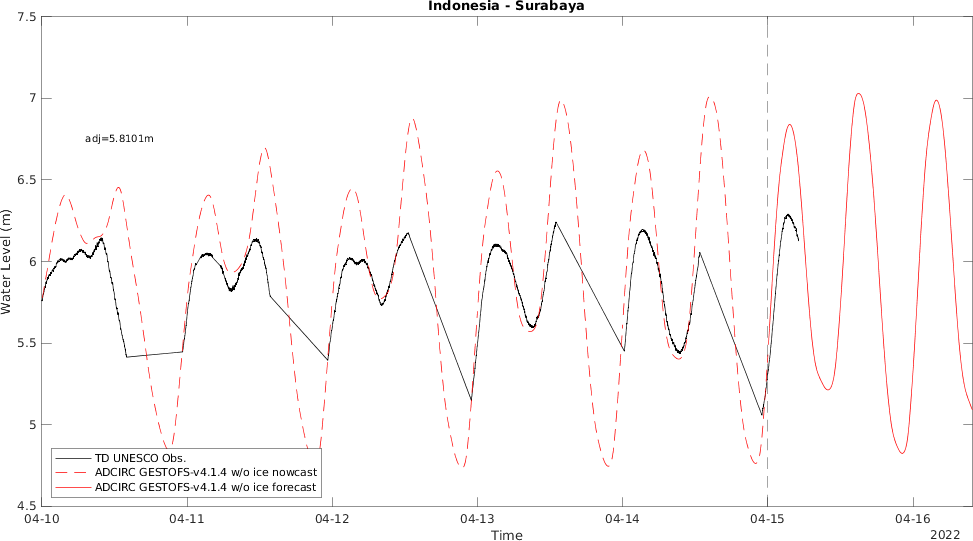 Indonesia - Surabaya
7.5
7
6.5
6
5.5
5
4.5
Water Level (m)
adj=5.8101m
TD UNESCO Obs.
ADCIRC GESTOFS-v4.1.4 w/o ice nowcast
ADCIRC GESTOFS-v4.1.4 w/o ice forecast
04-10 04-11 04-12 04-13 04-14 04-15 04-16
Time
2022